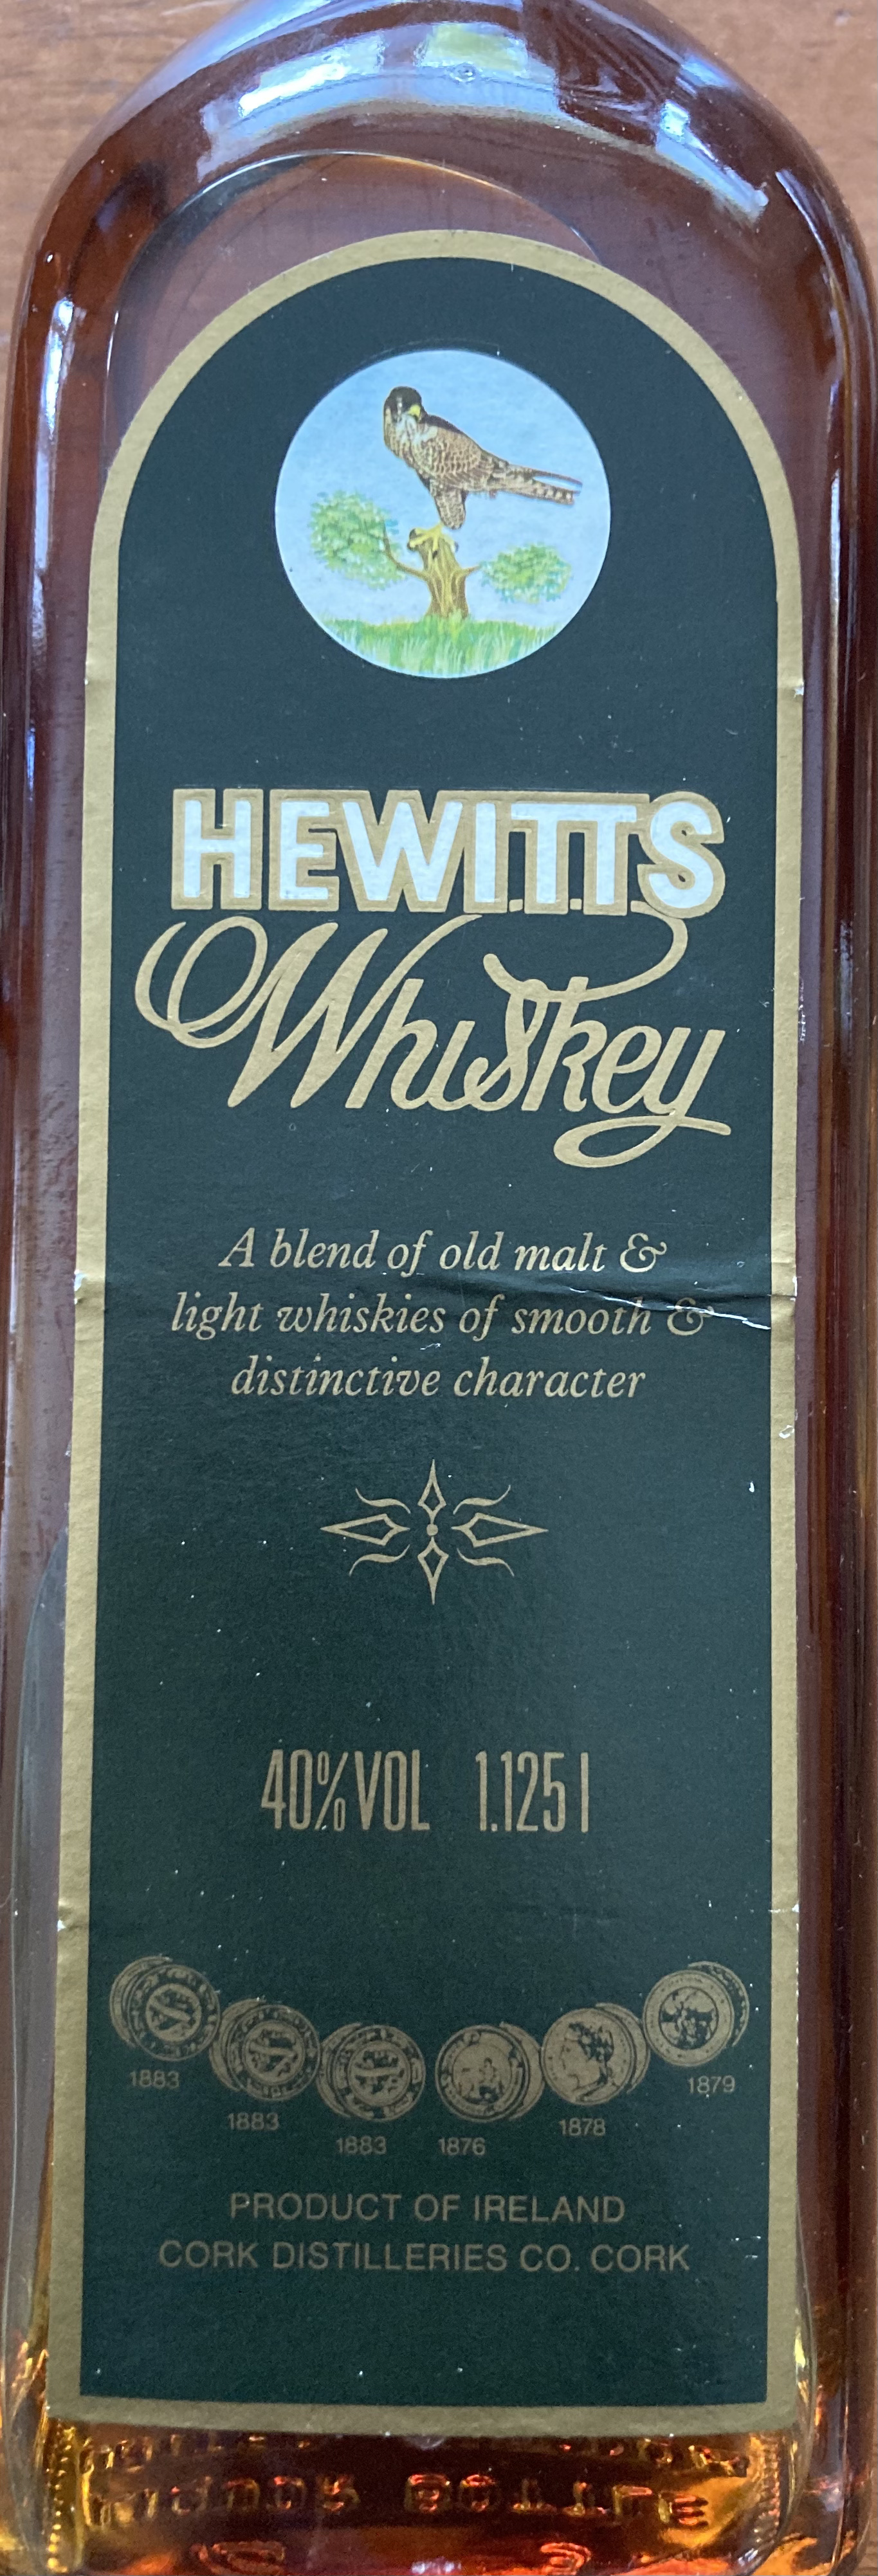 HEWITTS
Whiskey
A blend of old malt &
light whiskies of smooth &
distinctive character
40%VOL 1.125 l
1883
1883
1883
1876
1878
1879
PRODUCT OF IRELAND
CORK DISTILLERIES CO. CORK